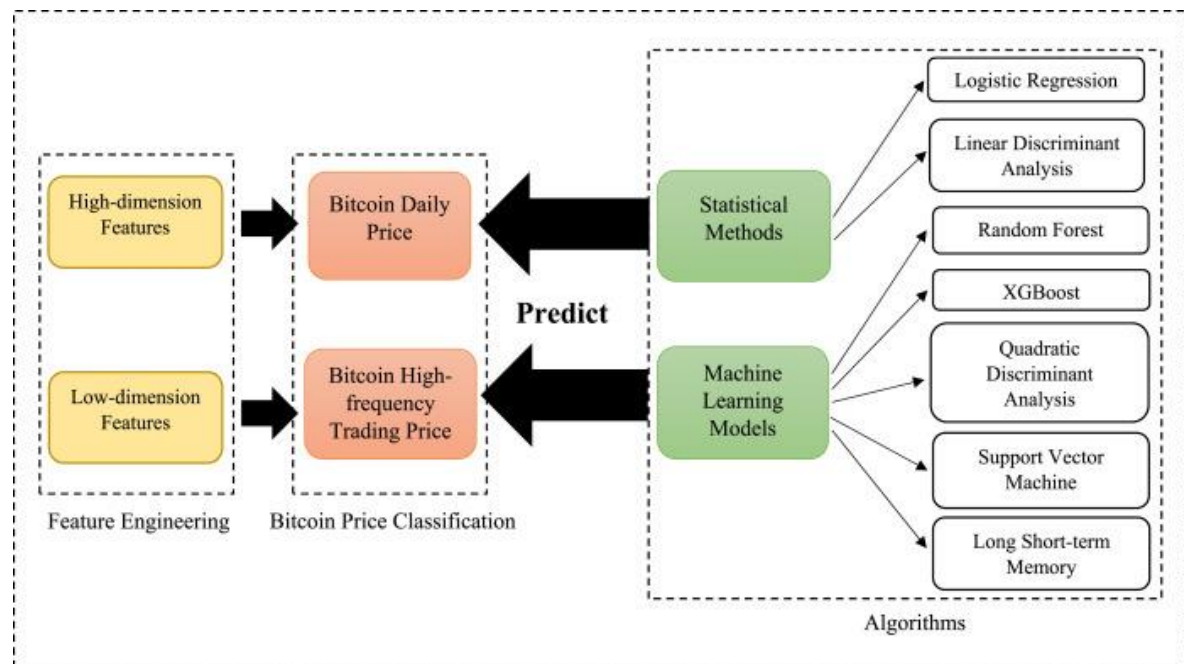 High-dimension
Features
Low-dimension
Features
Feature Engineering
Bitcoin Daily
Price
Bitcoin High-
frequency
Trading Price
Bitcoin Price Classification
Predict
Statistical
Methods
Machine
Learning
Models
Logistic Regression
Linear Discriminant
Analysis
Random Forest
XGBoost
Quadratic
Discriminant
Analysis
Support Vector
Machine
Long Short-term
Memory
Algorithms